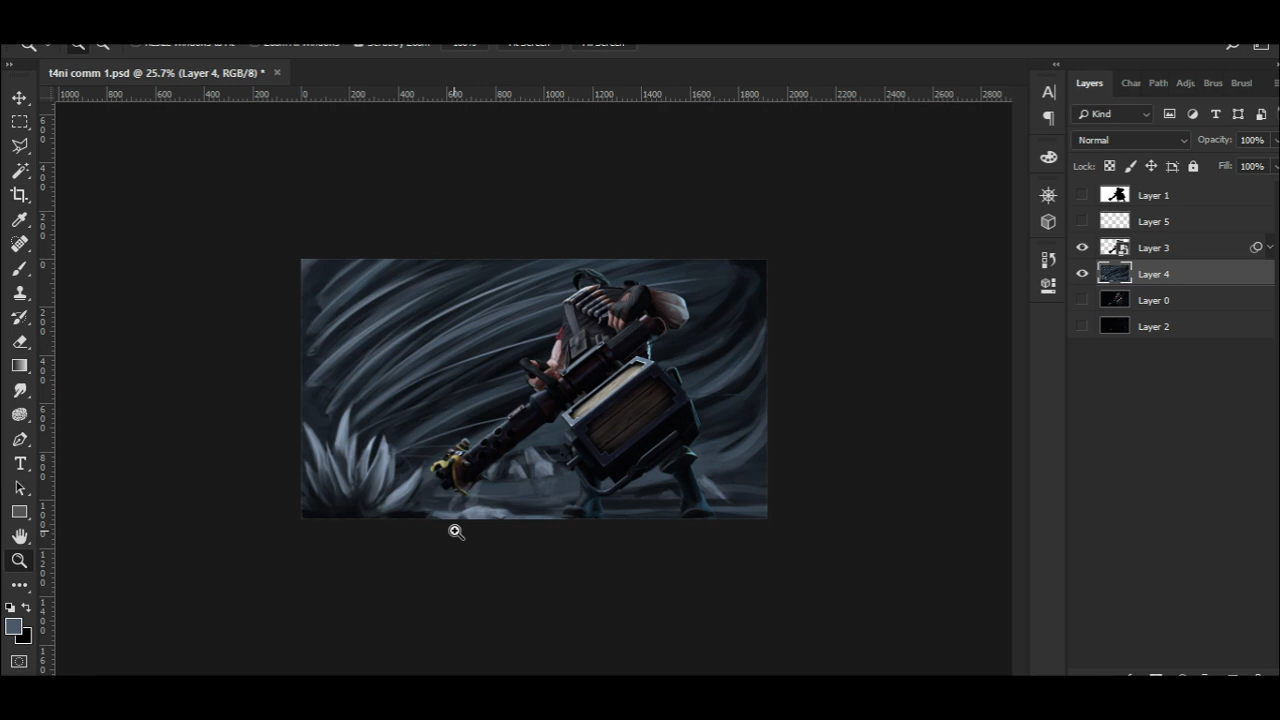 100%
t4ni comm 1.psd @ 25.7% (Layer 4, RGB/8) * ×
1000 800 600 400 200 0 200 400 600 800 1000 1200 1400 1600 1800 2000 2200 2400 2600 2800
Layers Char Path Adjs Brus Brusl
Kind
Normal Opacity: 100%
Lock: Fill: 100%
Layer 1
Layer 5
Layer 3
Layer 4
Layer 0
Layer 2